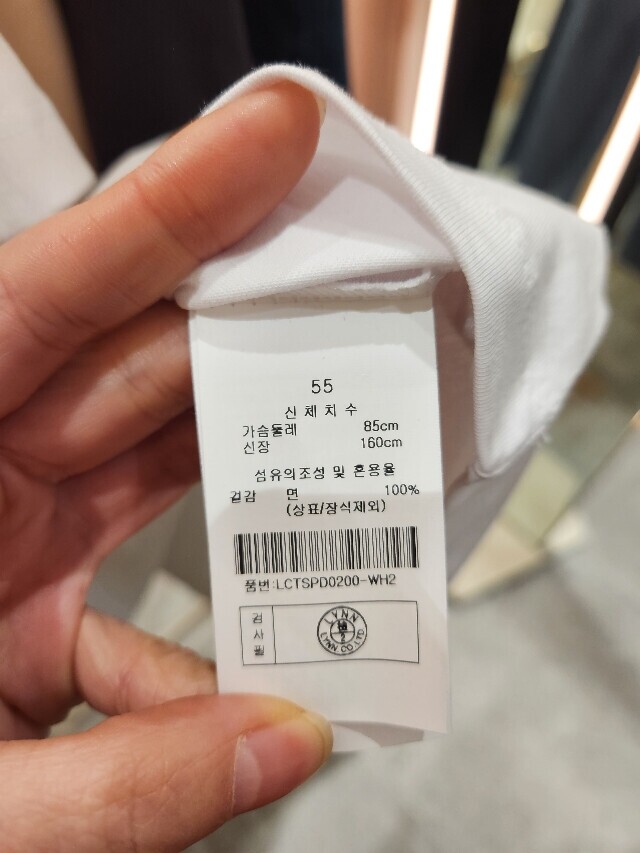 55
신체치수
가슴둘레 85cm
신장 160cm
섬유의조성 및 혼용율
겉감 면 100%
(상표/장식제외)
품번:LCTSPD0200-WH2
검사필
LYNN
2
LYNN CO LTD